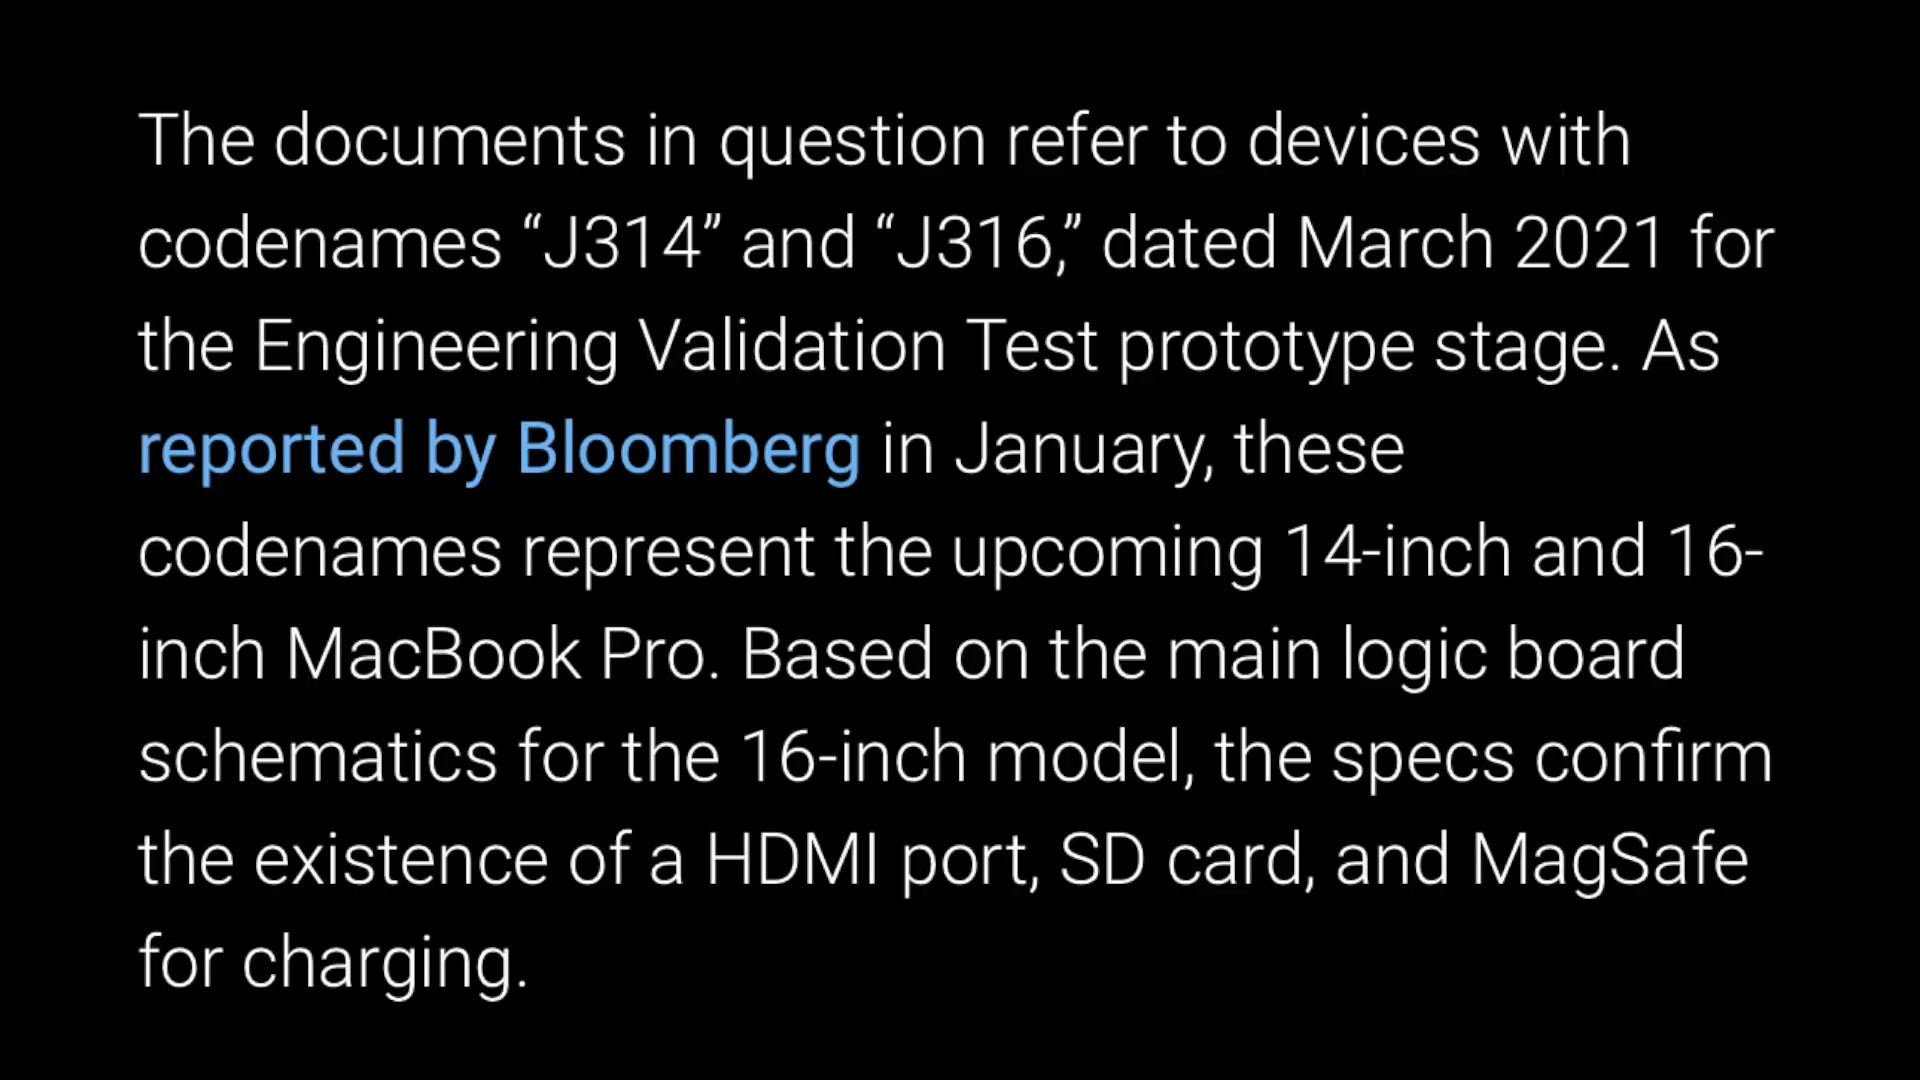 The documents in question refer to devices with
codenames “J314” and “J316,” dated March 2021 for
the Engineering Validation Test prototype stage. As
reported by Bloomberg in January, these
codenames represent the upcoming 14-inch and 16-
inch MacBook Pro. Based on the main logic board
schematics for the 16-inch model, the specs confirm
the existence of a HDMI port, SD card, and MagSafe
for charging.